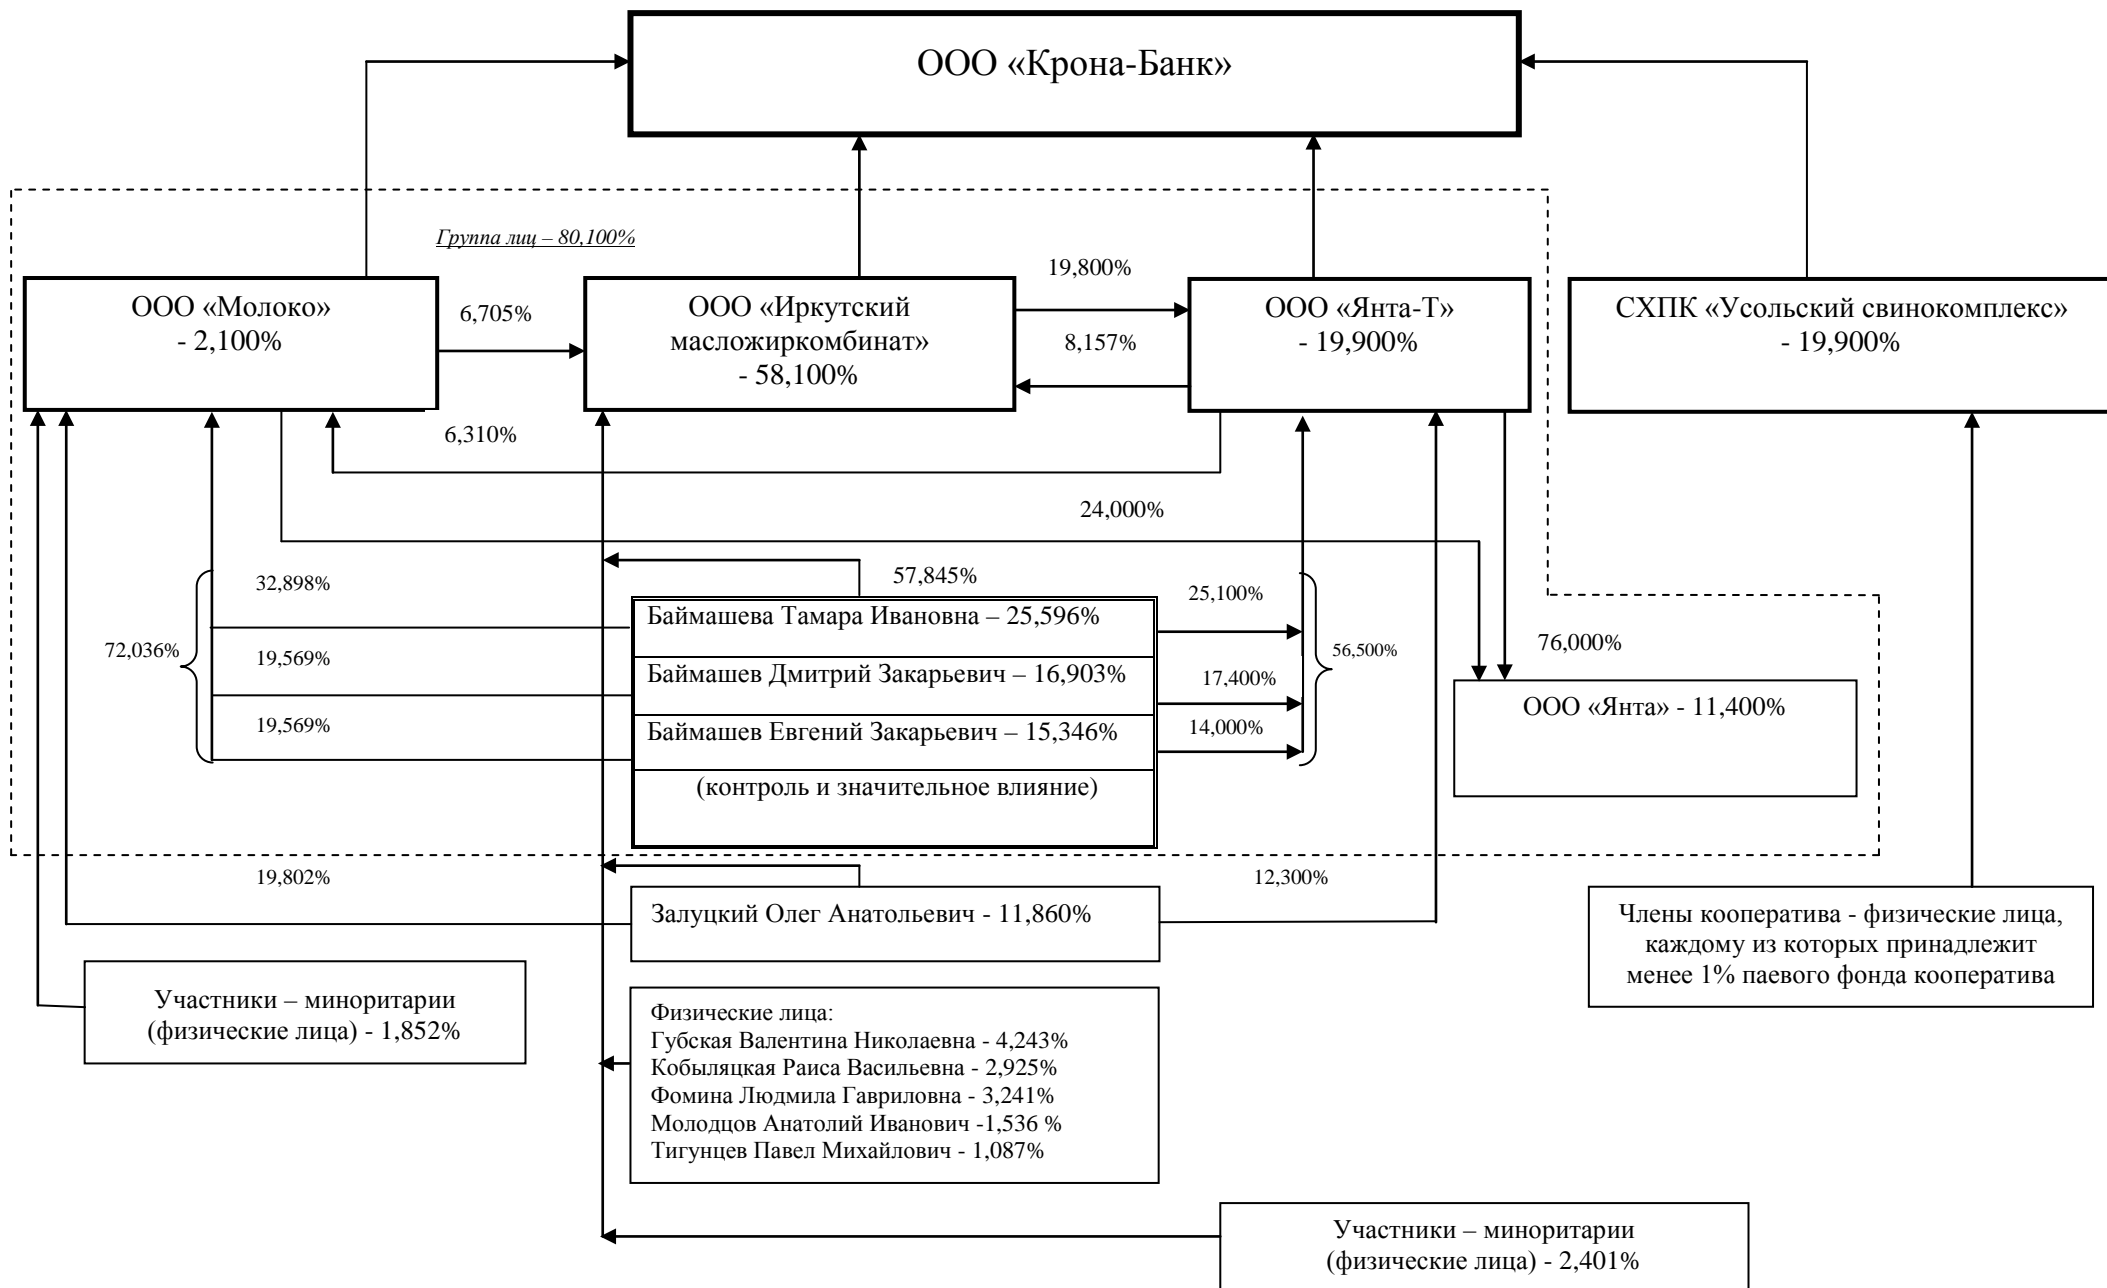 ООО «Крона-Банк»
Группа лиц – 80,100%
ООО «Молоко»
- 2,100%
6,705%
ООО «Иркутский
масложиркомбинат»
- 58,100%
19,800%
8,157%
ООО «Янта-Т»
- 19,900%
СХПК «Усольский свинокомплекс»
- 19,900%
6,310%
24,000%
57,845%
32,898%
19,569%
19,569%
72,036%
Баймашева Тамара Ивановна – 25,596%
Баймашев Дмитрий Закарьевич – 16,903%
Баймашев Евгений Закарьевич – 15,346%
(контроль и значительное влияние)
25,100%
17,400%
14,000%
56,500%
76,000%
ООО «Янта» - 11,400%
19,802%
12,300%
Залуцкий Олег Анатольевич - 11,860%
Члены кооператива - физические лица,
каждому из которых принадлежит
менее 1% паевого фонда кооператива
Участники – миноритарии
(физические лица) - 1,852%
Физические лица:
Губская Валентина Николаевна - 4,243%
Кобыляцкая Раиса Васильевна - 2,925%
Фомина Людмила Гавриловна - 3,241%
Молодцов Анатолий Иванович -1,536 %
Тигунцев Павел Михайлович - 1,087%
Участники – миноритарии
(физические лица) - 2,401%